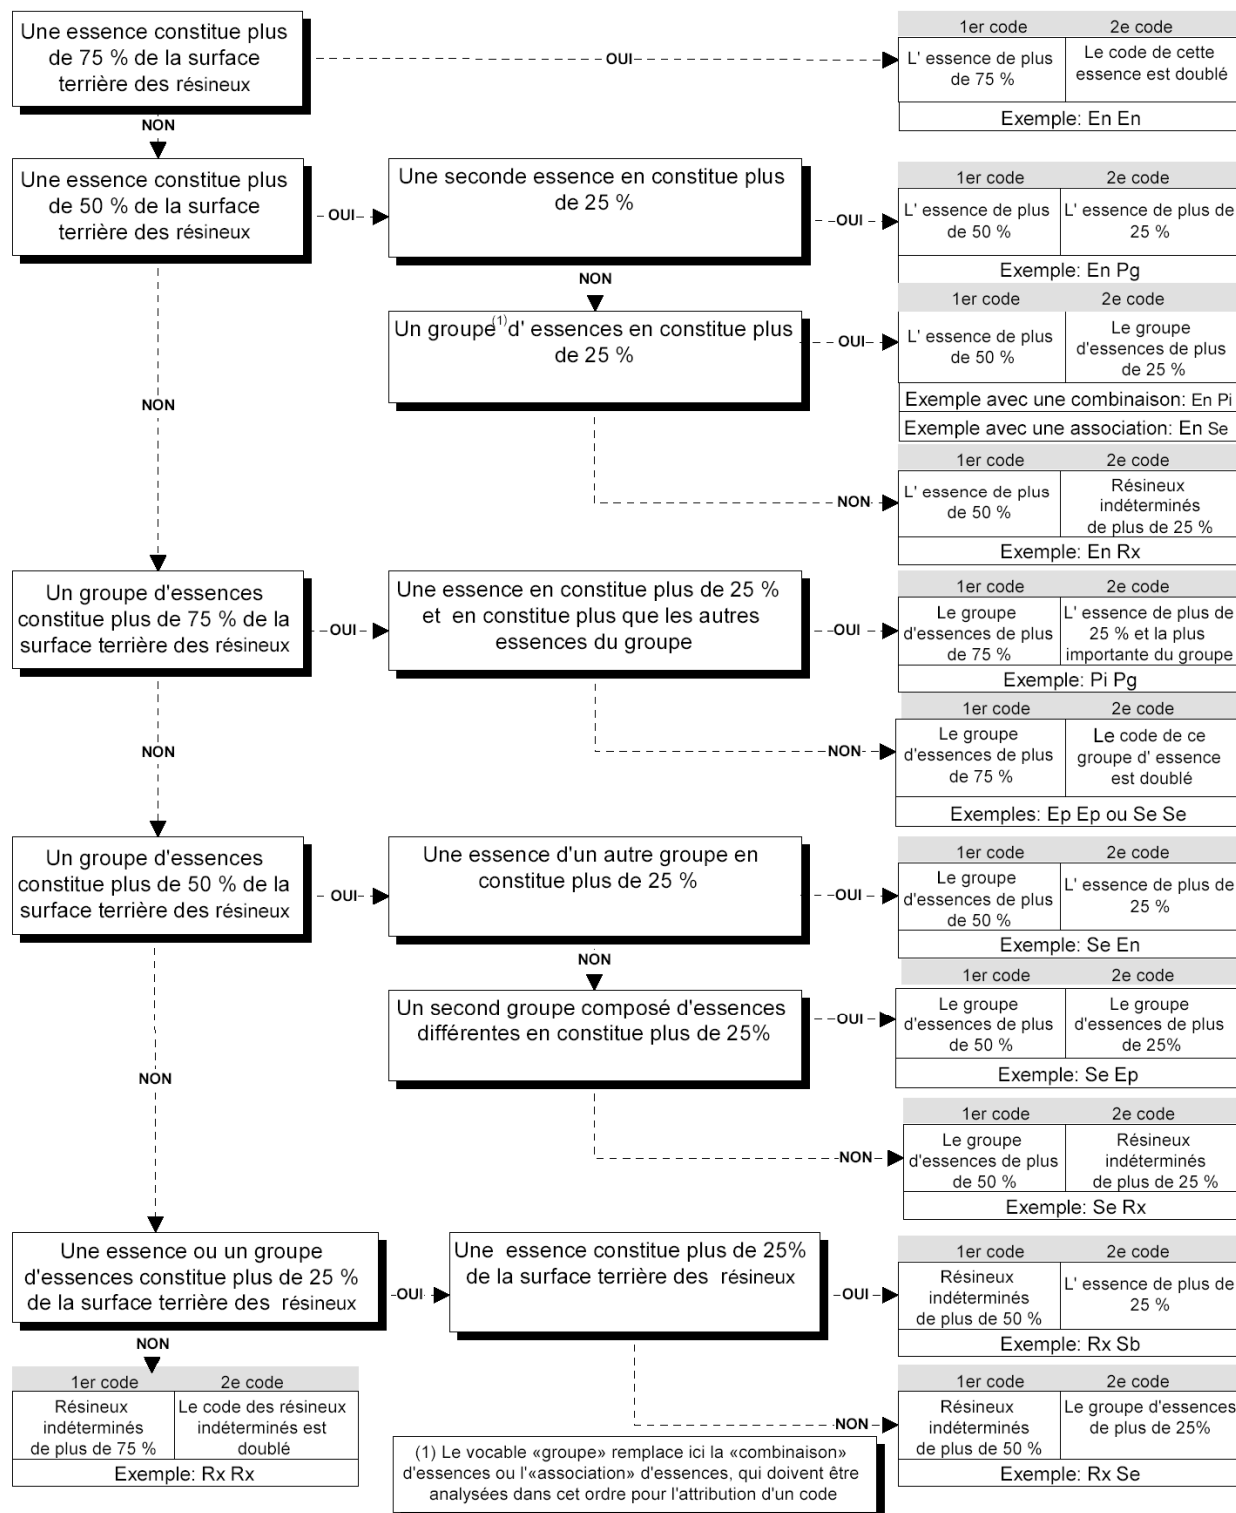 Une essence constitue plus
de 75 % de la surface
terrière des résineux
OUI
1er code 2e code
L' essence de plus
de 75 %
Le code de cette
essence est doublé
Exemple: En En
NON
Une essence constitue plus
de 50 % de la surface
terrière des résineux
OUI
Une seconde essence en constitue plus
de 25 %
OUI
1er code 2e code
L' essence de plus
de 50 %
L' essence de plus de
25 %
Exemple: En Pg
NON
Un groupe(1)d' essences en constitue plus
de 25 %
OUI
1er code 2e code
L' essence de plus
de 50 %
Le groupe
d'essences de plus
de 25 %
Exemple avec une combinaison: En Pi
Exemple avec une association: En Se
NON
1er code 2e code
L' essence de plus
de 50 %
Résineux
indéterminés
de plus de 25 %
Exemple: En Rx
NON
Un groupe d'essences
constitue plus de 75 % de la
surface terrière des résineux
OUI
Une essence en constitue plus de 25 %
et en constitue plus que les autres
essences du groupe
OUI
1er code 2e code
Le groupe
d'essences de plus
de 75 %
L' essence de plus de
25 % et la plus
importante du groupe
Exemple: Pi Pg
NON
1er code 2e code
Le groupe
d'essences de plus
de 75 %
Le code de ce
groupe d' essence
est doublé
Exemples: Ep Ep ou Se Se
NON
Un groupe d'essences
constitue plus de 50 % de la
surface terrière des résineux
OUI
Une essence d'un autre groupe en
constitue plus de 25 %
OUI
1er code 2e code
Le groupe
d'essences de plus
de 50 %
L' essence de plus de
25 %
Exemple: Se En
NON
Un second groupe composé d'essences
différentes en constitue plus de 25%
OUI
1er code 2e code
Le groupe
d'essences de plus
de 50 %
Le groupe
d'essences de plus
de 25%
Exemple: Se Ep
NON
1er code 2e code
Le groupe
d'essences de plus
de 50 %
Résineux
indéterminés
de plus de 25 %
Exemple: Se Rx
NON
Une essence ou un groupe
d'essences constitue plus de 25 %
de la surface terrière des résineux
OUI
Une essence constitue plus de 25%
de la surface terrière des résineux
OUI
1er code 2e code
Résineux
indéterminés
de plus de 50 %
L' essence de plus de
25 %
Exemple: Rx Sb
NON
1er code 2e code
Résineux
indéterminés
de plus de 75 %
Le code des résineux
indéterminés est
doublé
Exemple: Rx Rx
NON
1er code 2e code
Résineux
indéterminés
de plus de 50 %
Le groupe d'essences
de plus de 25%
Exemple: Rx Se
(1) Le vocable «groupe» remplace ici la «combinaison»
d'essences ou l'«association» d'essences, qui doivent être
analysées dans cet ordre pour l'attribution d'un code